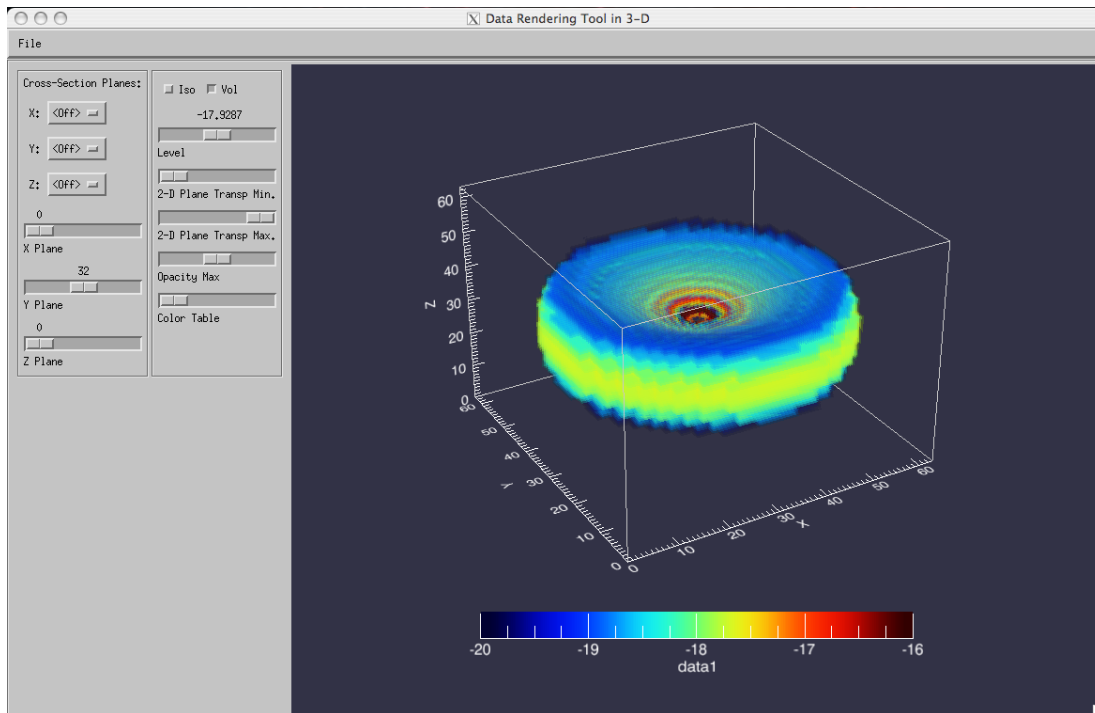 Data Rendering Tool in 3-D
File
Cross-Section Planes:
X: <Off>
Y: <Off>
Z: <Off>
0
X Plane
32
Y Plane
0
Z Plane
Iso Vol
-17.9287
Level
2-D Plane Transp Min.
2-D Plane Transp Max.
Opacity Max
Color Table
60
50
40
30
20
10
0
Z
60
50
40
30
20
10
0
Y
0
10
20
30
40
50
60
X
-20 -19 -18 -17 -16
data1